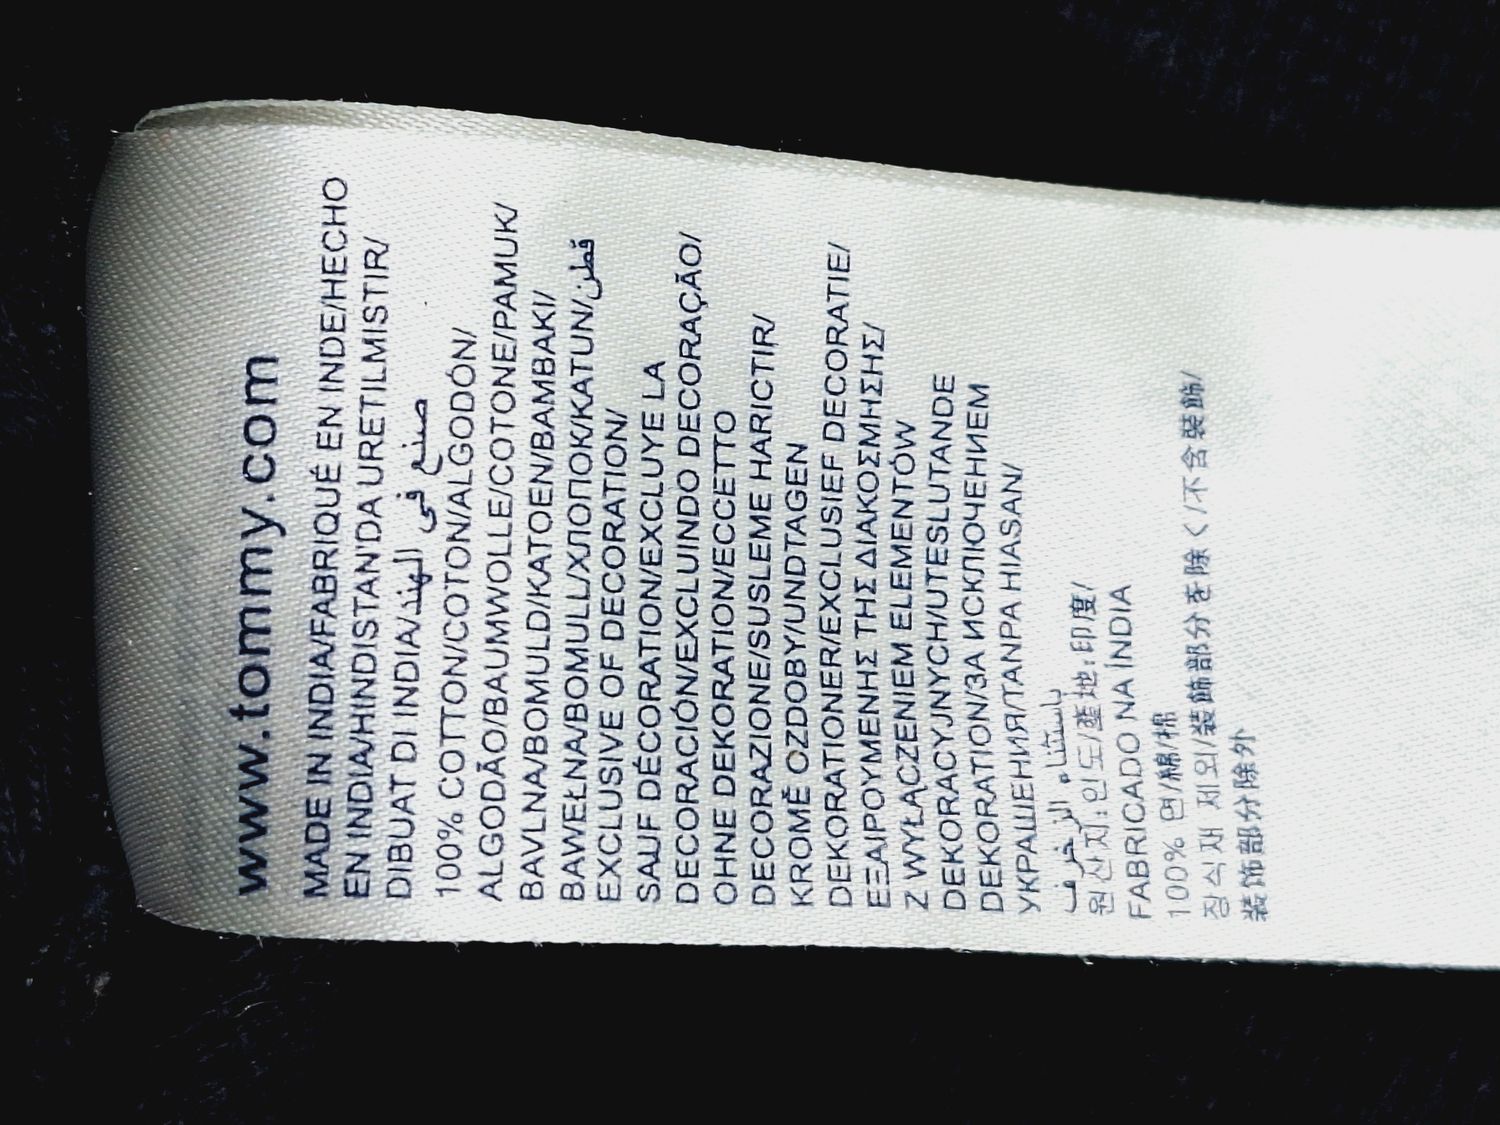 www.tommy.com
MADE IN INDIA/FABRIQUÉ EN INDE/HECHO
EN INDIA/HINDISTAN'DA URETILMISTIR/
DIBUAT DI INDIA/صنع في الهند
100% COTTON/COTON/ALGODÓN/
ALGODÃO/BAUMWOLLE/COTONE/PAMUK/
BAVLNA/BOMULD/KATOEN/BAMBAKI/
BAWEŁNA/BOMULL/ХЛОПОК/KATUN/قطن
EXCLUSIVE OF DECORATION/
SAUF DÉCORATION/EXCLUYE LA
DECORACIÓN/EXCLUINDO DECORAÇÃO/
OHNE DEKORATION/ECCETTO
DECORAZIONE/SUSLEME HARICTIR/
KROMĚ OZDOBY/UNDTAGEN
DEKORATIONER/EXCLUSIEF DECORATIE/
ΕΞΑΙΡΟΥΜΕΝΗΣ ΤΗΣ ΔΙΑΚΟΣΜΗΣΗΣ/
Z WYŁĄCZENIEM ELEMENTÓW
DEKORACYJNYCH/UTESLUTANDE
DEKORATION/ЗА ИСКЛЮЧЕНИЕМ
УКРАШЕНИЯ/TANPA HIASAN/
باستثناء الزخرف
원산지:인도/產地:印度/
FABRICADO NA ÍNDIA
100% 면/綿/棉
장식재 제외/装飾部分を除く/不含裝飾/
装饰部分除外